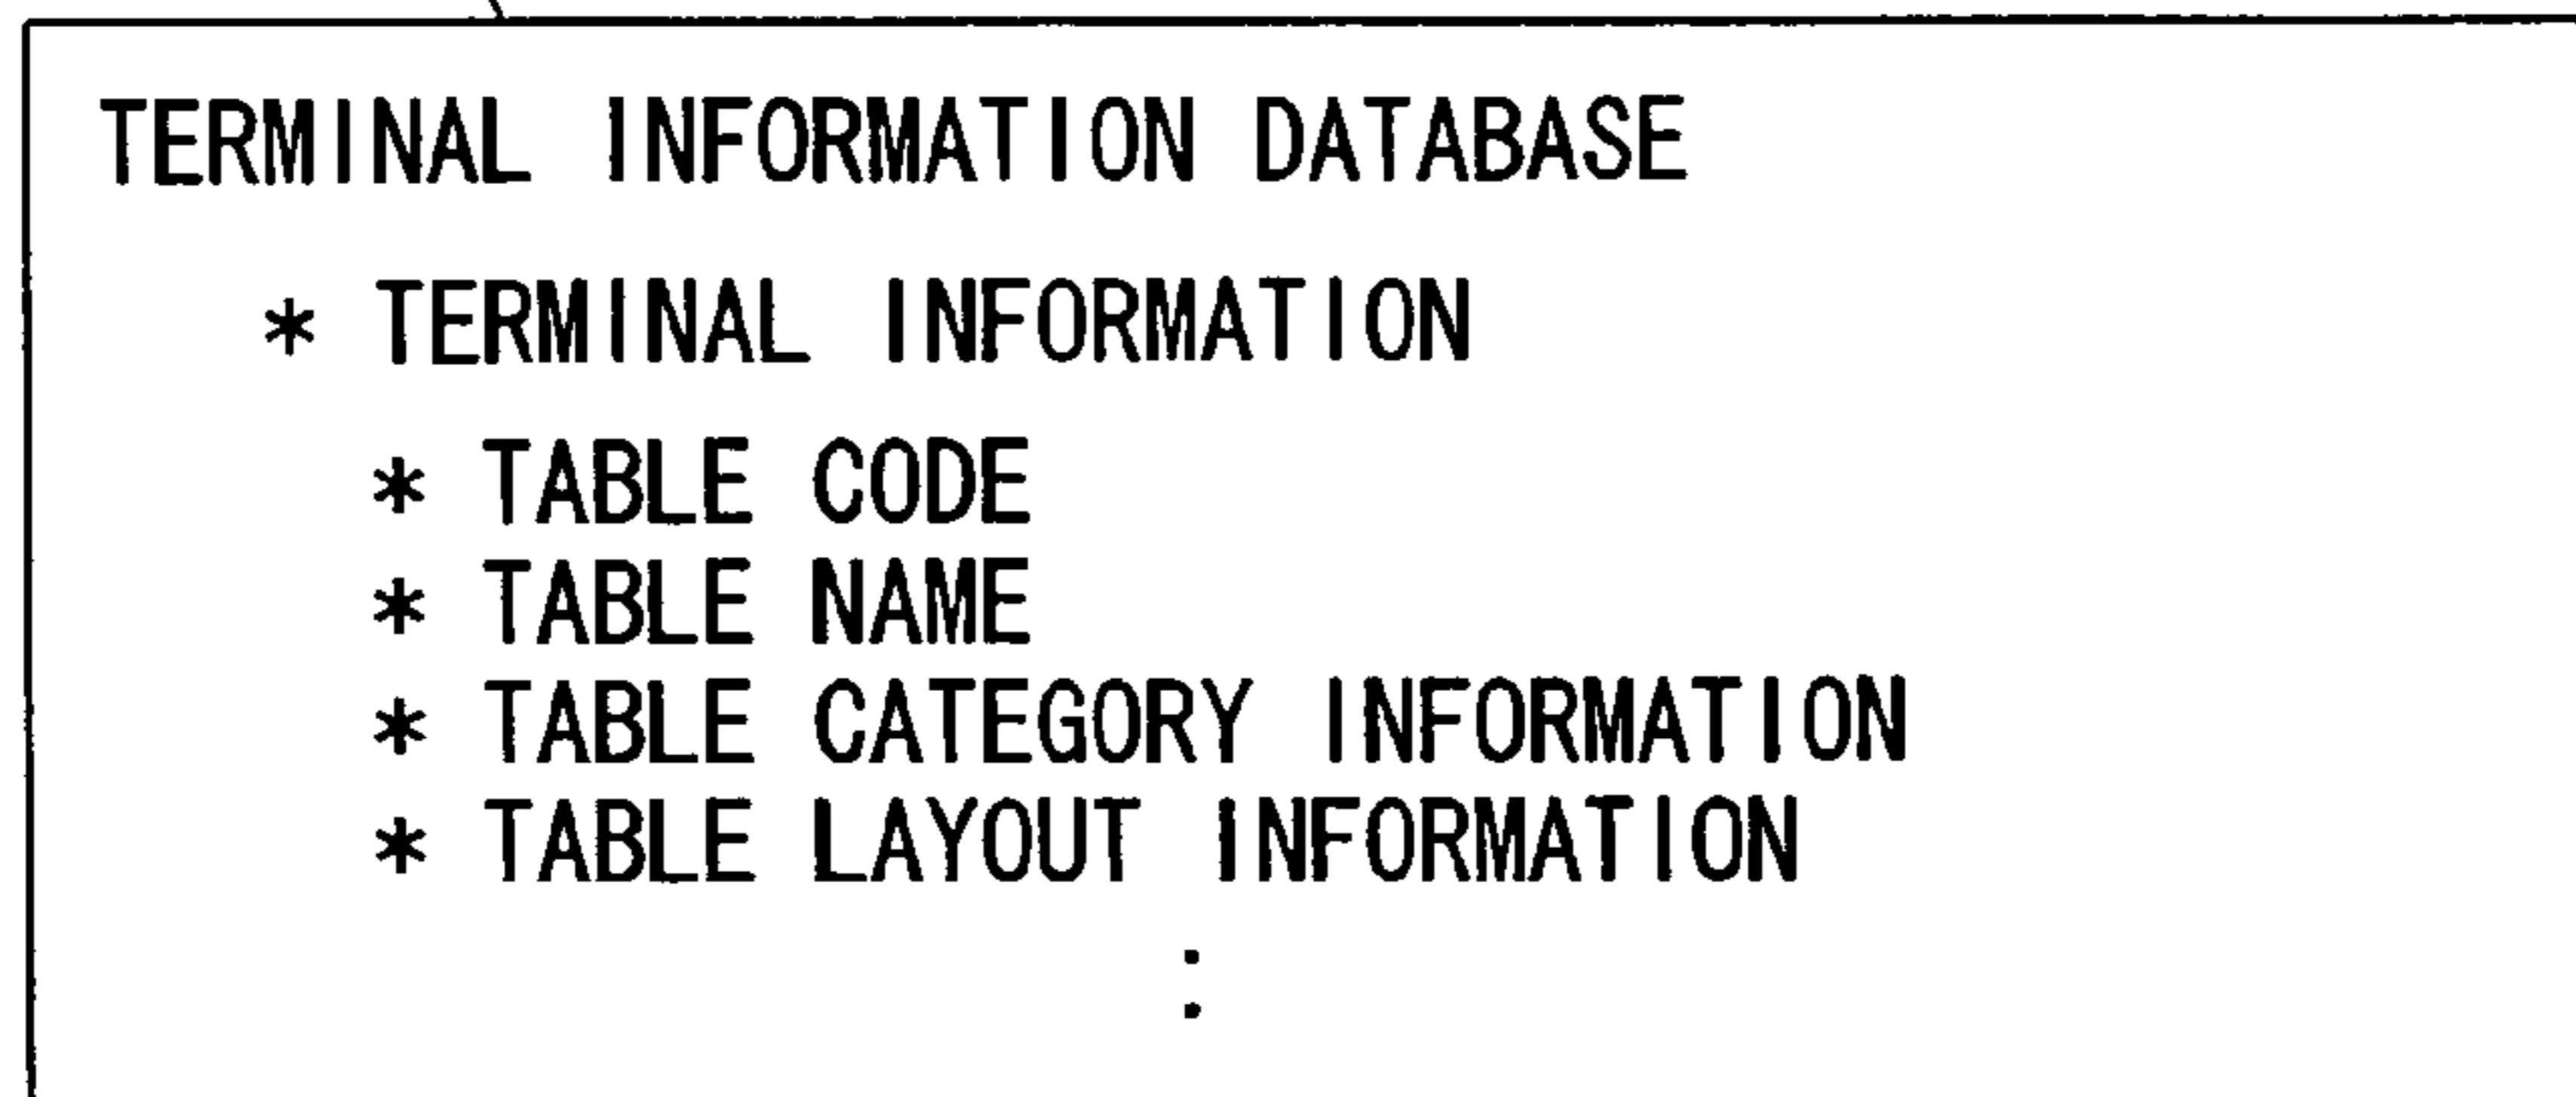 TERMINAL INFORMATION DATABASE
* TERMINAL INFORMATION
* TABLE CODE
* TABLE NAME
* TABLE CATEGORY INFORMATION
* TABLE LAYOUT INFORMATION
: